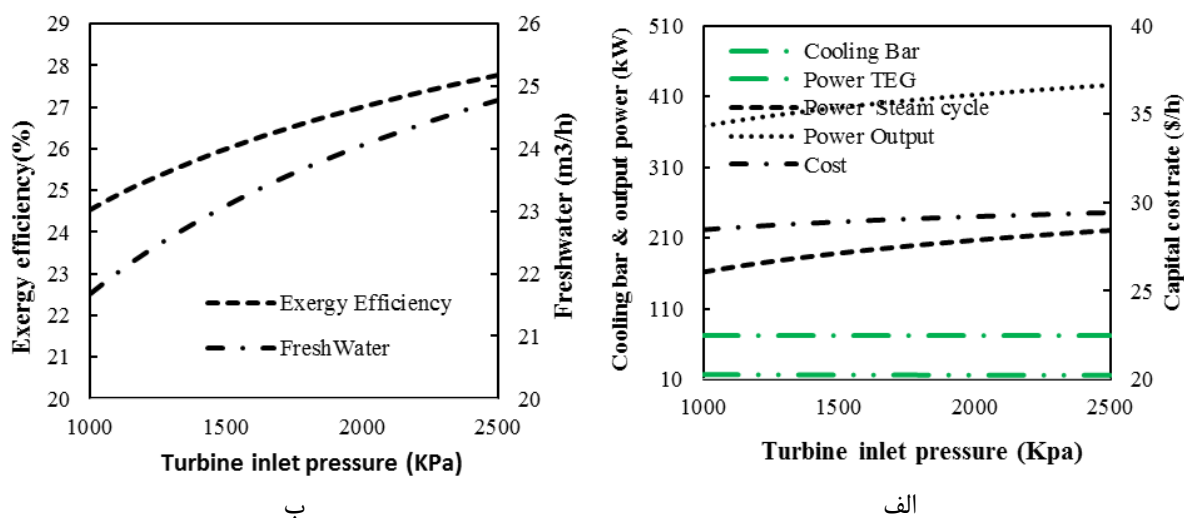 Exergy efficiency(%)
29
28
27
26
25
24
23
22
21
20
Exergy Efficiency
FreshWater
26
25
24
23
22
21
20
Freshwater (m3/h)
1000 1500 2000 2500
Turbine inlet pressure (KPa)
ب
Cooling bar & output power (kW)
510
410
310
210
110
10
Cooling Bar
Power TEG
Power Steam cycle
Power Output
Cost
40
35
30
25
20
Capital cost rate ($/h)
1000 1500 2000 2500
Turbine inlet pressure (Kpa)
الف